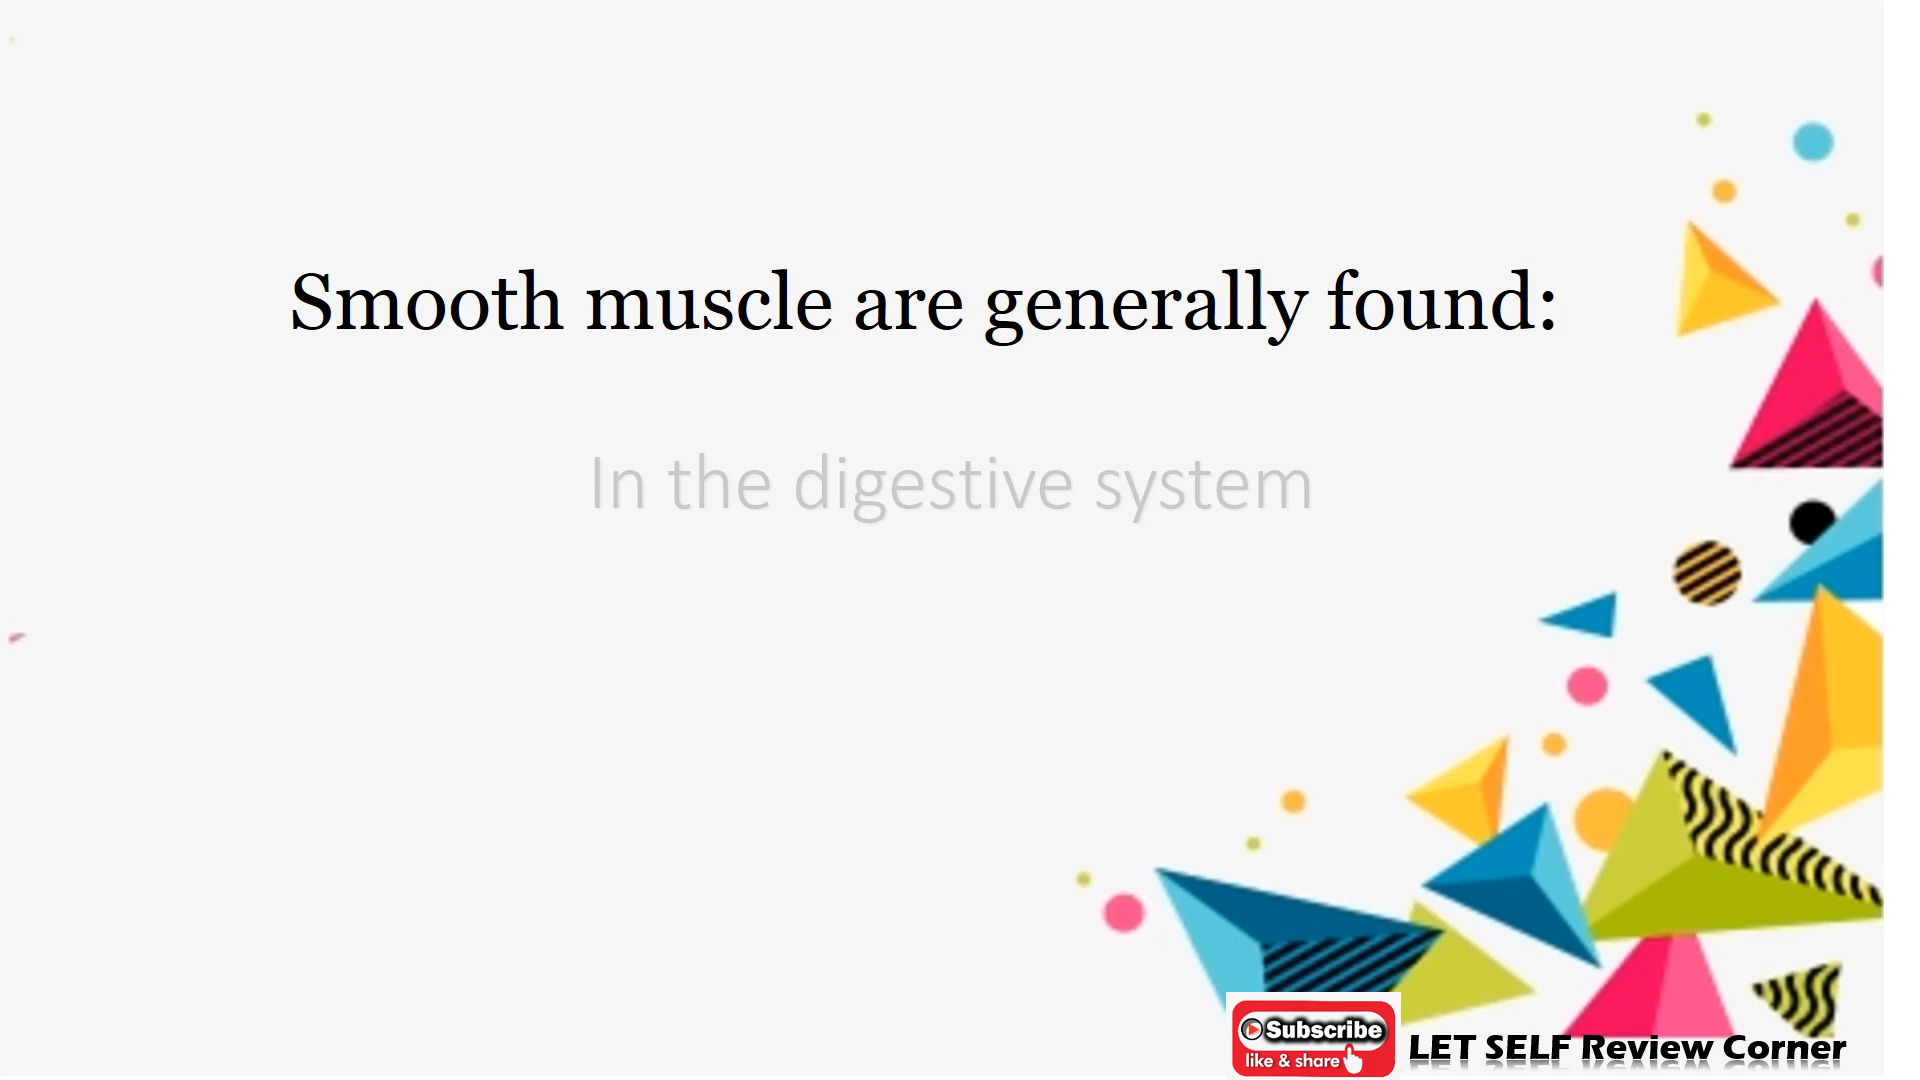 Smooth muscle are generally found:
In the digestive system
Subscribe
like & share
LET SELF Review Corner